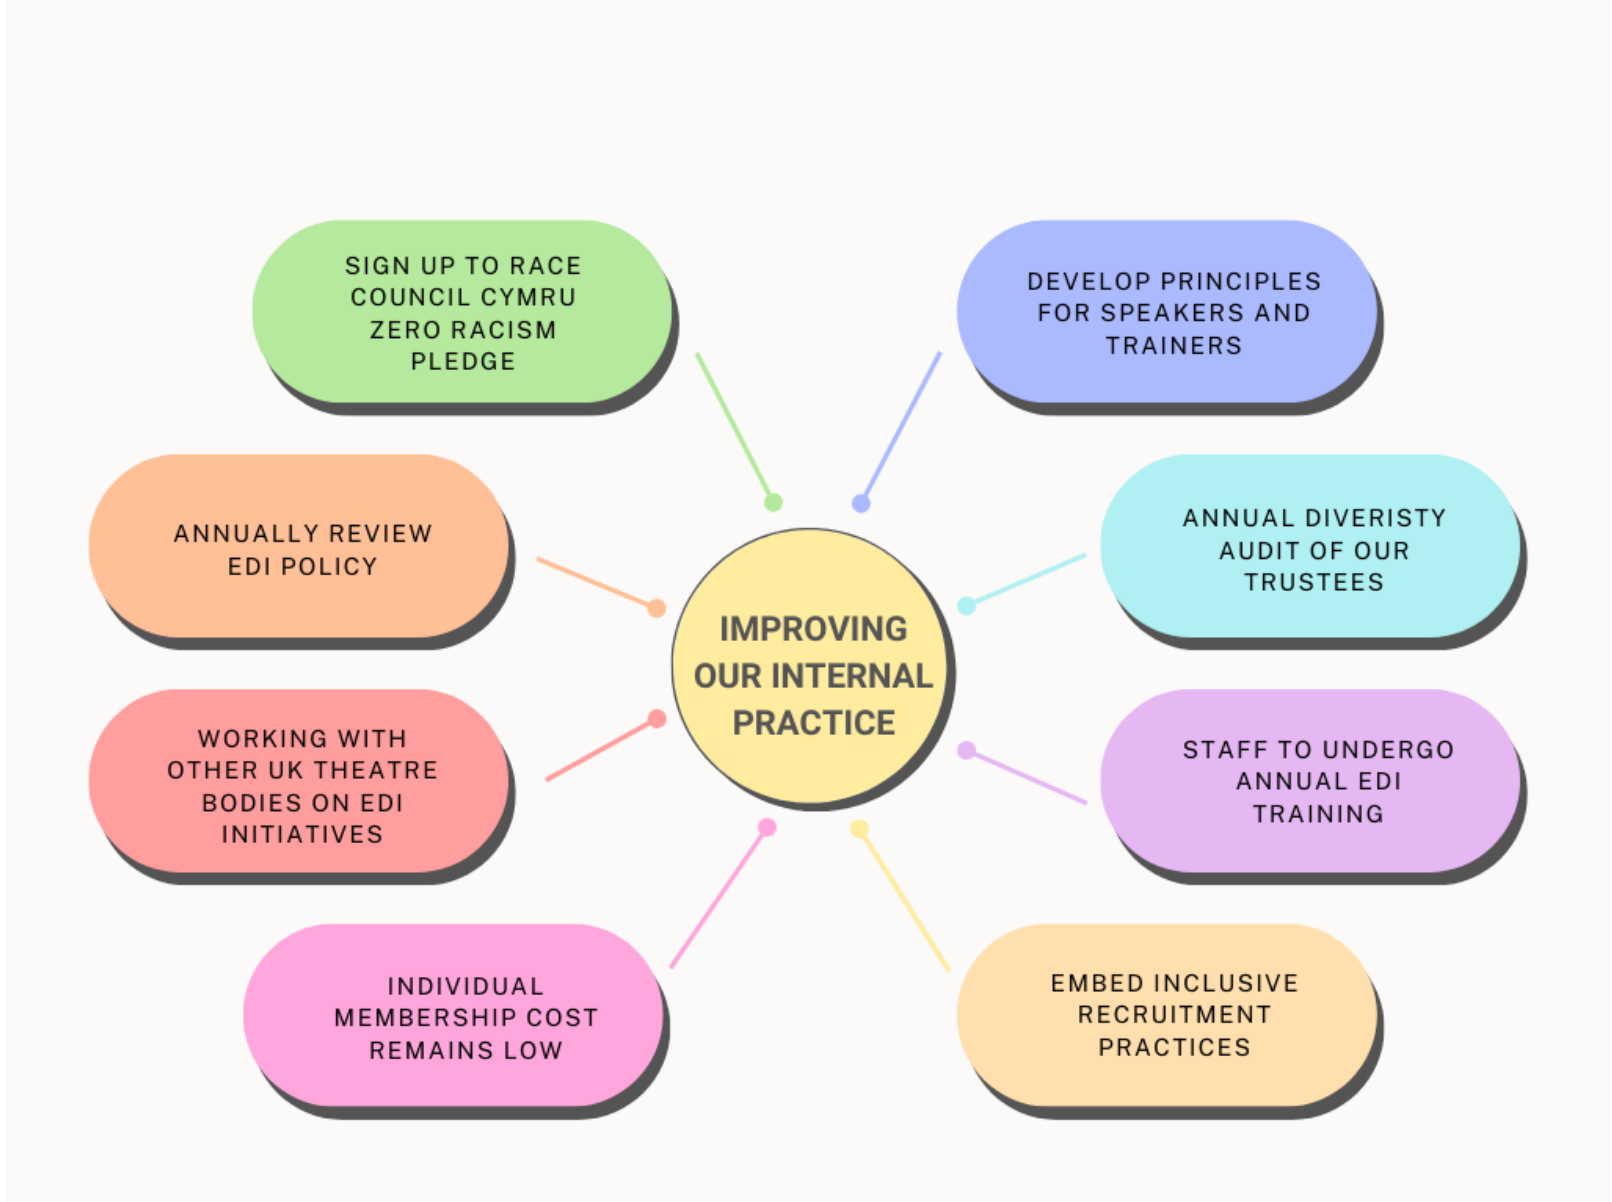 SIGN UP TO RACE
COUNCIL CYMRU
ZERO RACISM
PLEDGE
DEVELOP PRINCIPLES
FOR SPEAKERS AND
TRAINERS
ANNUALLY REVIEW
EDI POLICY
ANNUAL DIVERISTY
AUDIT OF OUR
TRUSTEES
IMPROVING
OUR INTERNAL
PRACTICE
WORKING WITH
OTHER UK THEATRE
BODIES ON EDI
INITIATIVES
STAFF TO UNDERGO
ANNUAL EDI
TRAINING
INDIVIDUAL
MEMBERSHIP COST
REMAINS LOW
EMBED INCLUSIVE
RECRUITMENT
PRACTICES